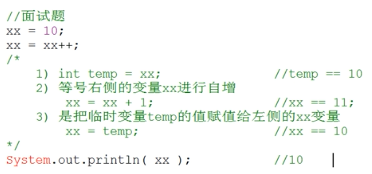 //面试题
xx = 10;
xx = xx++;
/*
1) int temp = xx; //temp == 10
2) 等号右侧的变量xx进行自增
xx = xx + 1; //xx == 11;
3) 是把临时变量temp的值赋值给左侧的xx变量
xx = temp; //xx == 10
*/
System.out.println( xx ); //10